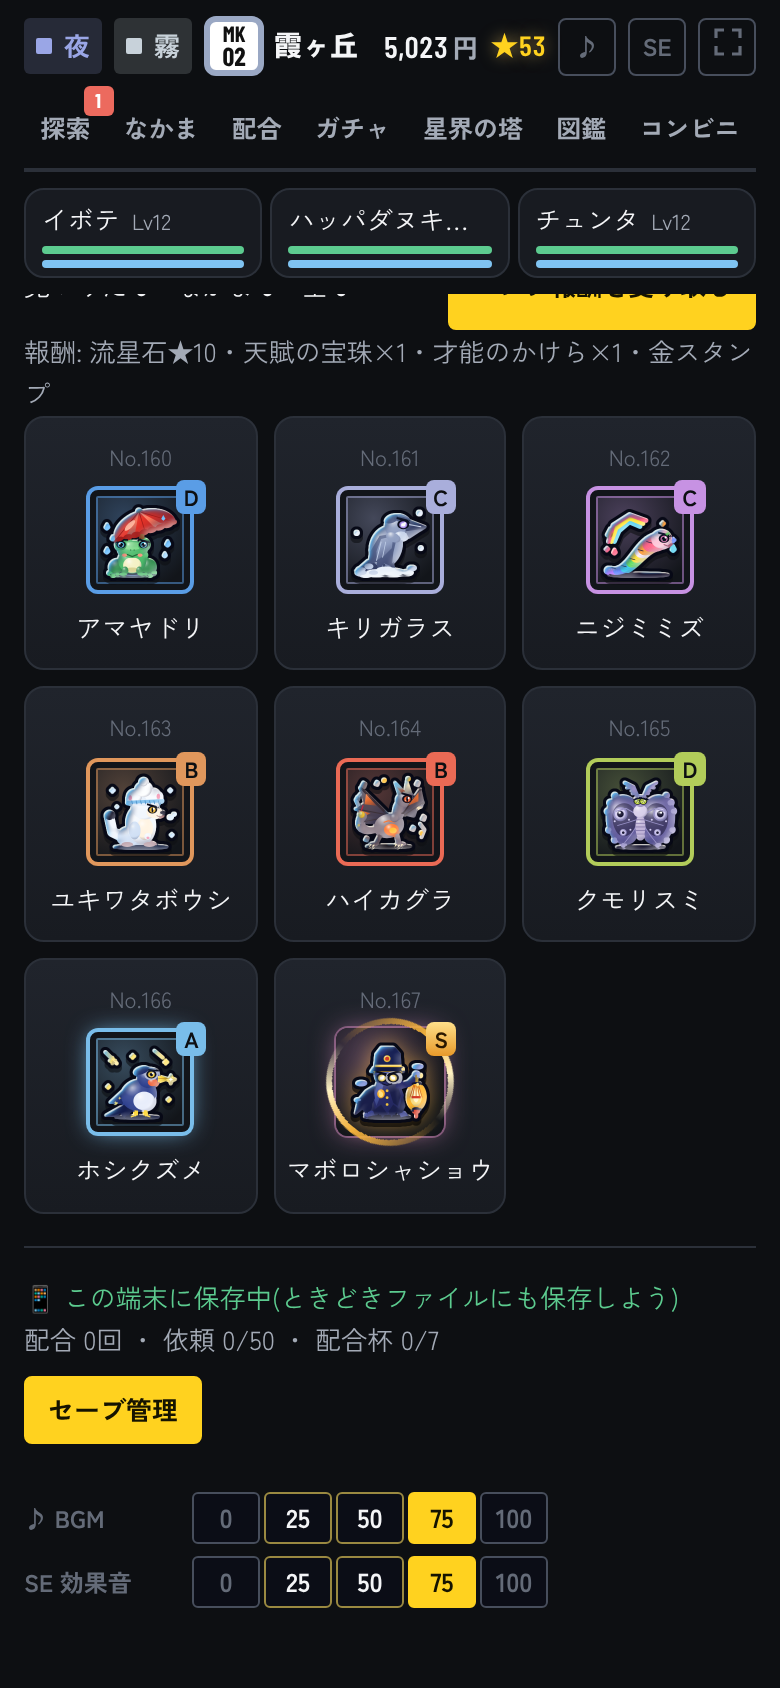 夜 霧 MK 02 霞ヶ丘 5,023円 ★53 ♪ SE
1
探索 なかま 配合 ガチャ 星界の塔 図鑑 コンビニ
イボテ Lv12 ハッパダヌキ… チュンタ Lv12
報酬: 流星石★10・天賦の宝珠×1・才能のかけら×1・金スタン
プ
No.160 No.161 No.162
D C C
アマヤドリ キリガラス ニジミミズ
No.163 No.164 No.165
B B D
ユキワタボウシ ハイカグラ クモリスミ
No.166 No.167
A S
ホシクズメ マボロシャショウ
この端末に保存中(ときどきファイルにも保存しよう)
配合 0回 ・ 依頼 0/50 ・ 配合杯 0/7
セーブ管理
♪ BGM 0 25 50 75 100
SE 効果音 0 25 50 75 100